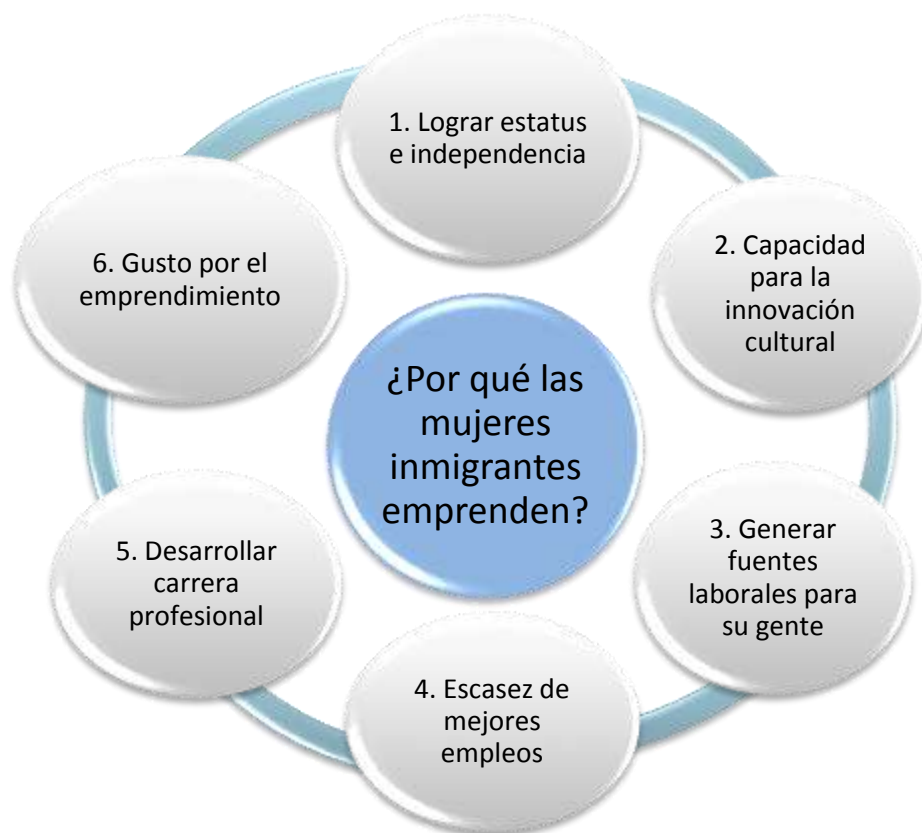 1. Lograr estatus
e independencia
2. Capacidad
para la
innovación
cultural
3. Generar
fuentes
laborales para
su gente
4. Escasez de
mejores
empleos
5. Desarrollar
carrera
profesional
6. Gusto por el
emprendimiento
¿Por qué las
mujeres
inmigrantes
emprenden?